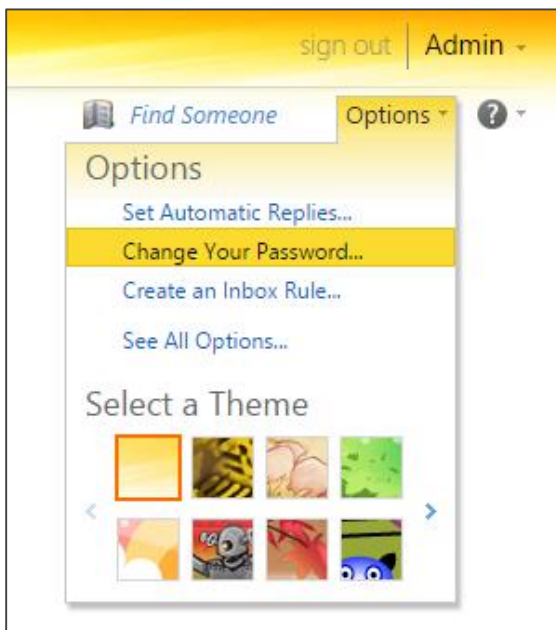 sign out | Admin
Find Someone Options ?
Options
Set Automatic Replies...
Change Your Password...
Create an Inbox Rule...
See All Options...
Select a Theme